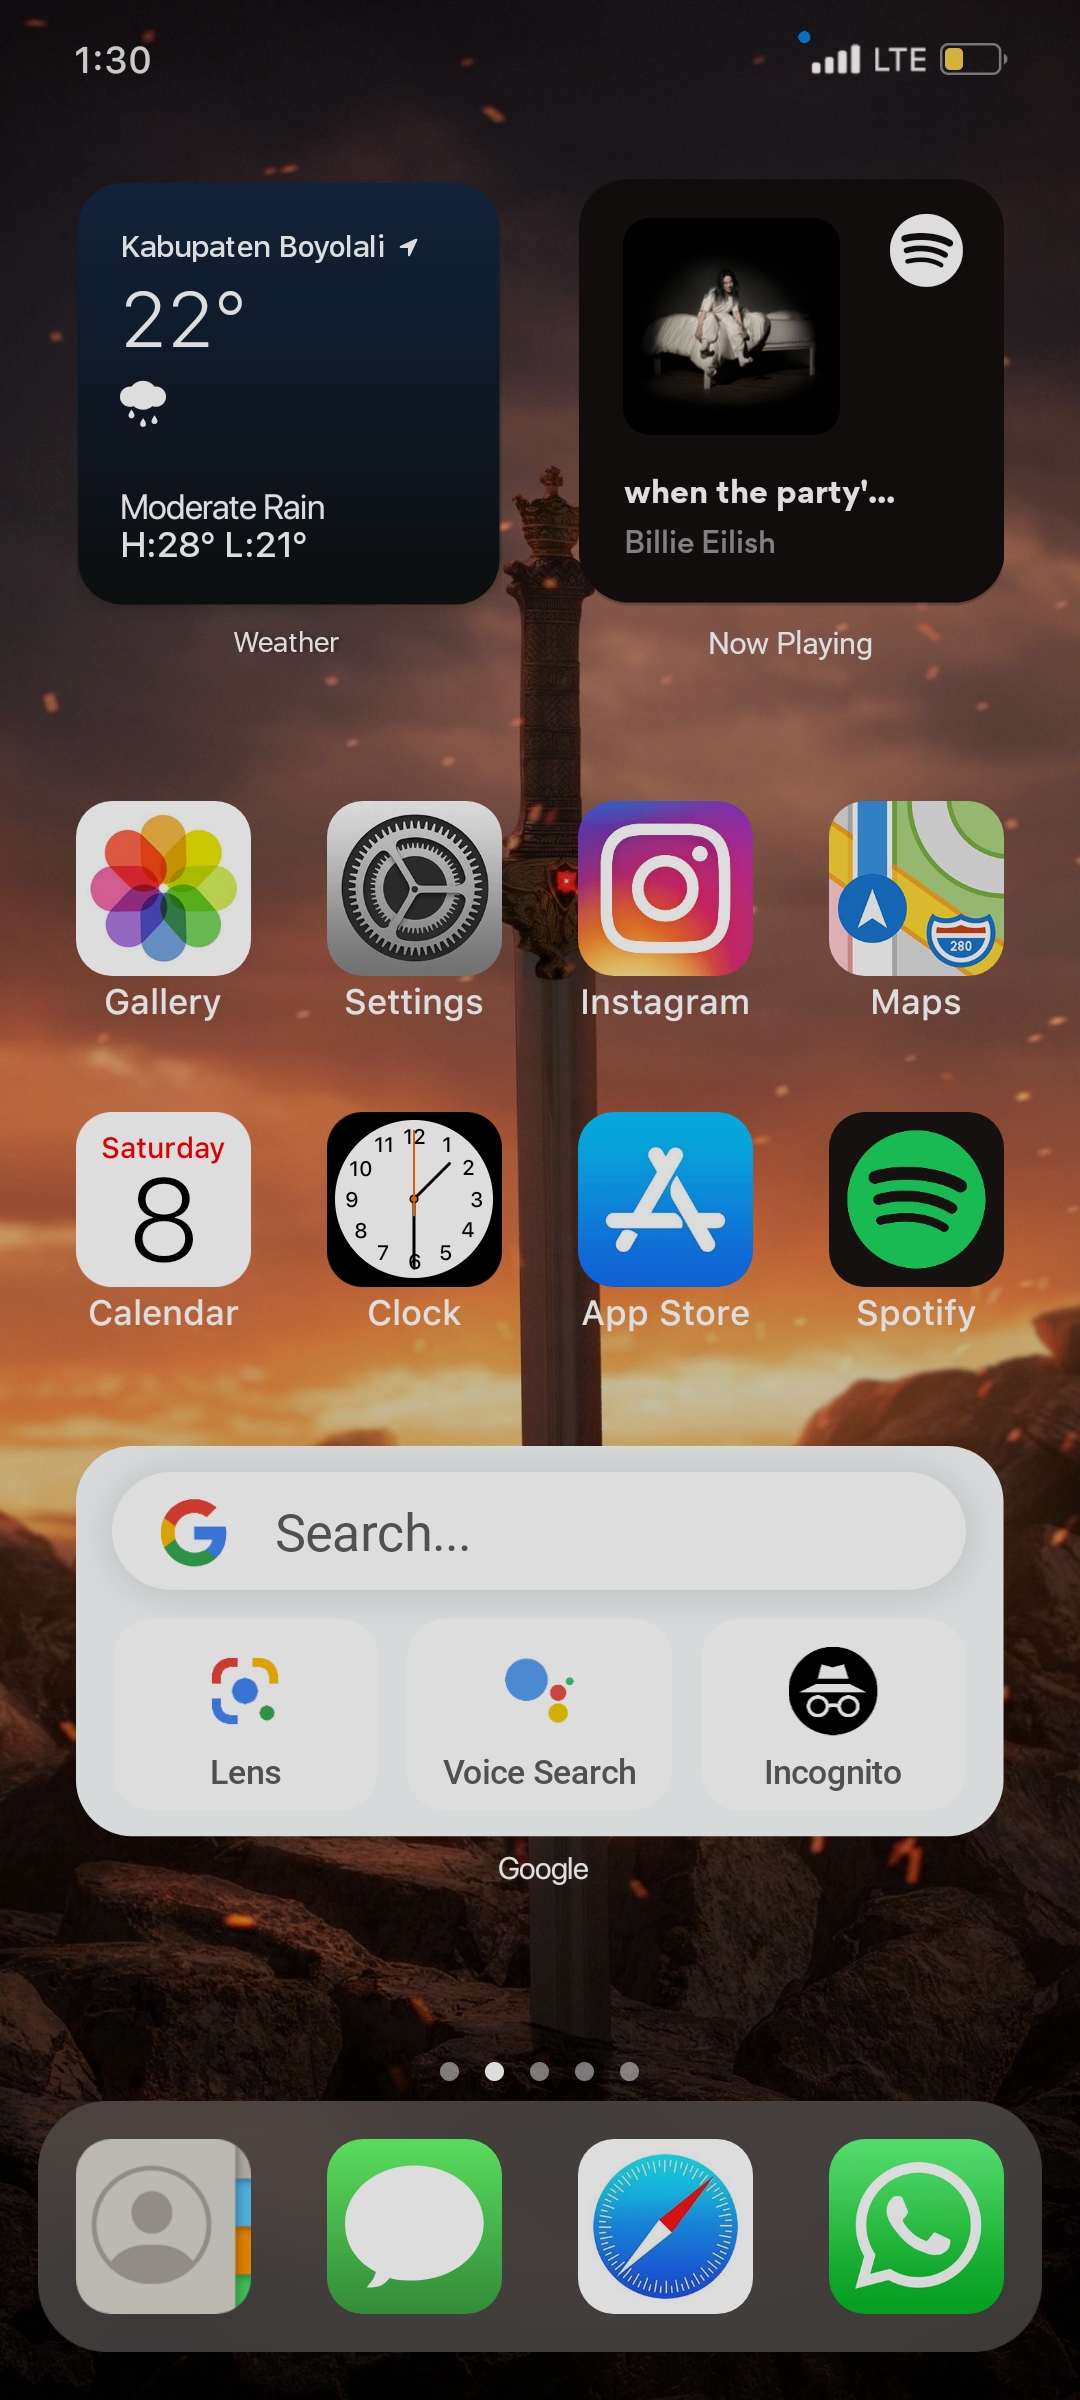 1:30
LTE
Kabupaten Boyolali
22°
Moderate Rain
H:28° L:21°
Weather
when the party'...
Billie Eilish
Now Playing
280
Gallery
Settings
Instagram
Maps
Saturday
8
Calendar
12
1
2
3
4
5
6
7
8
9
10
11
Clock
App Store
Spotify
Search...
Lens
Voice Search
Incognito
Google